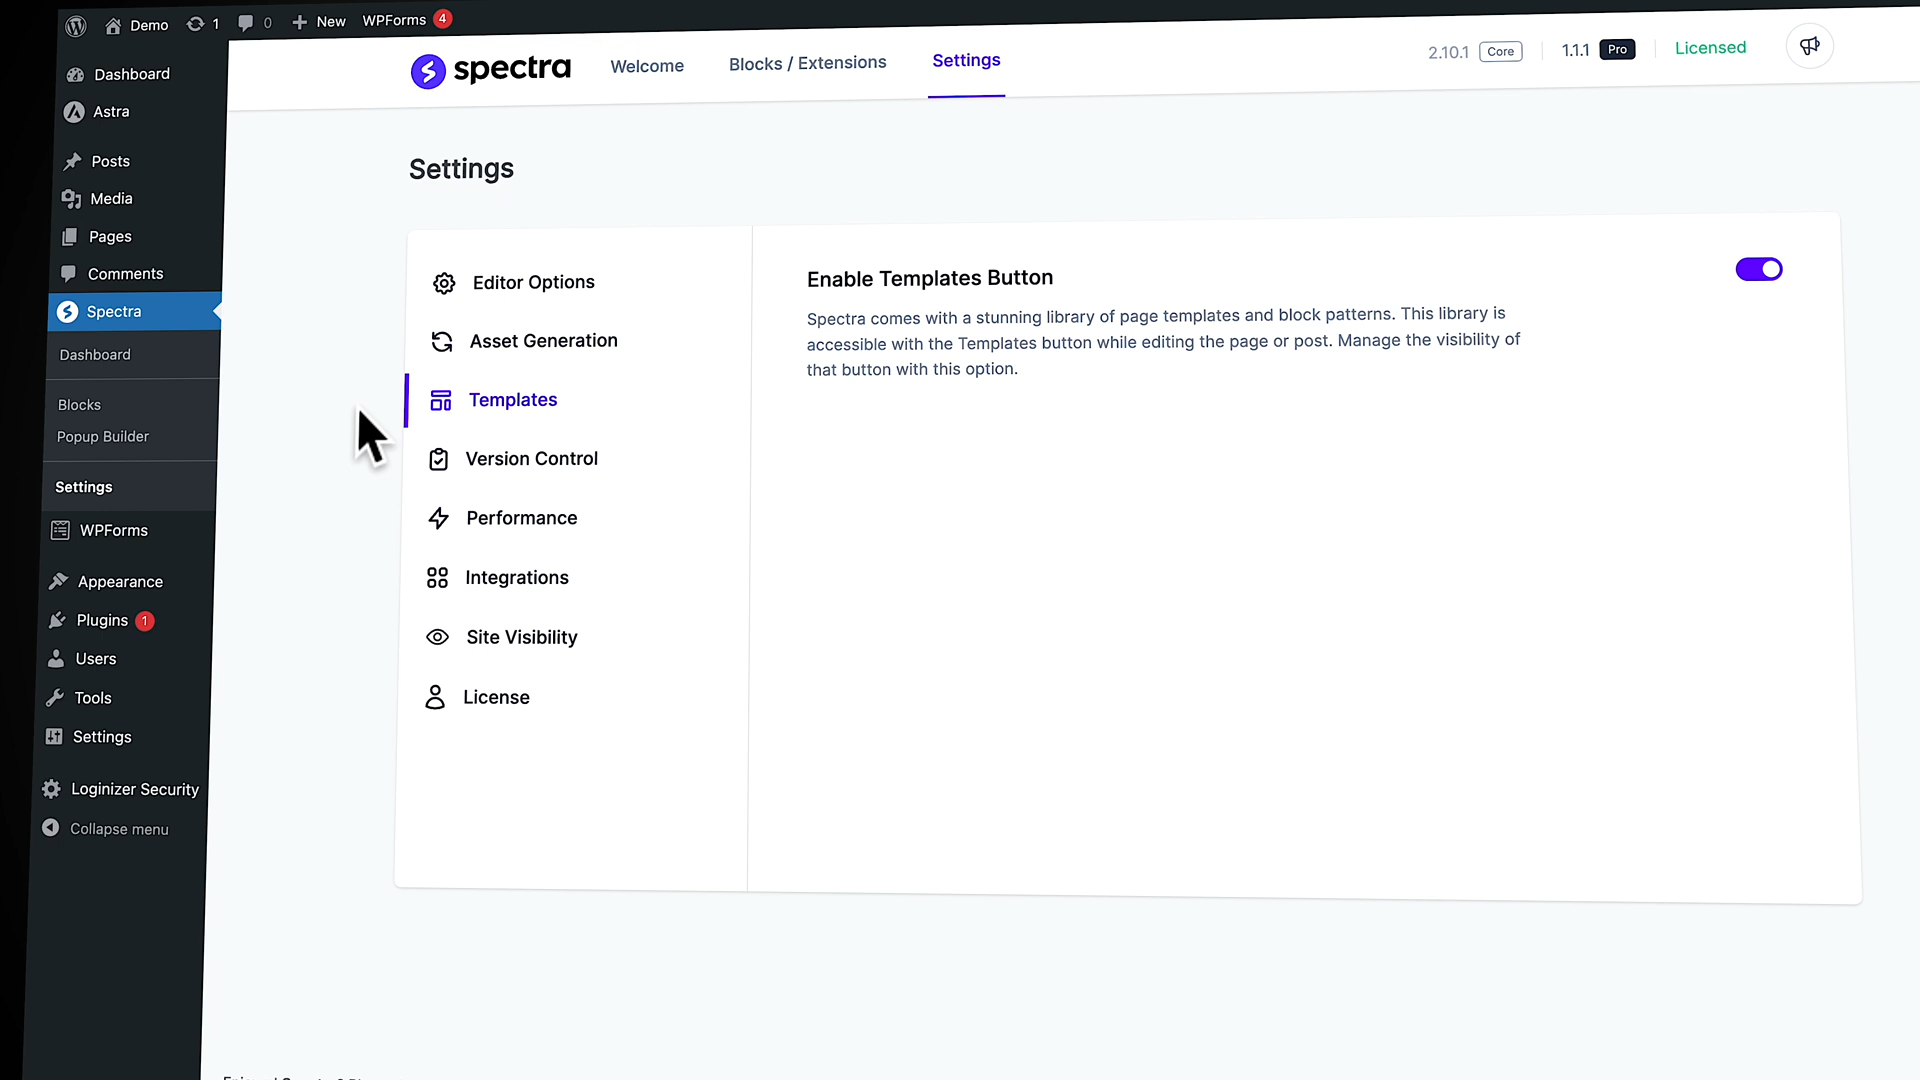 Demo
1
0
New
WPForms 4
Dashboard
Astra
Posts
Media
Pages
Comments
Spectra
Dashboard
Blocks
Popup Builder
Settings
WPForms
Appearance
Plugins 1
Users
Tools
Settings
Loginizer Security
Collapse menu
spectra
Welcome
Blocks / Extensions
Settings
2.10.1 Core
1.1.1 Pro
Licensed
Settings
Editor Options
Asset Generation
Templates
Version Control
Performance
Integrations
Site Visibility
License
Enable Templates Button
Spectra comes with a stunning library of page templates and block patterns. This library is
accessible with the Templates button while editing the page or post. Manage the visibility of
that button with this option.